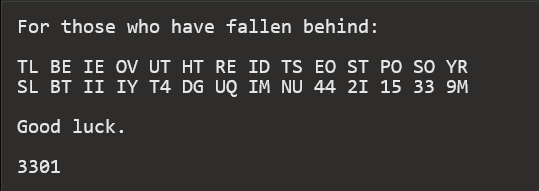 For those who have fallen behind:
TL BE IE OV UT HT RE ID TS EO ST PO SO YR
SL BT II IY T4 DG UQ IM NU 44 2I 15 33 9M
Good luck.
3301